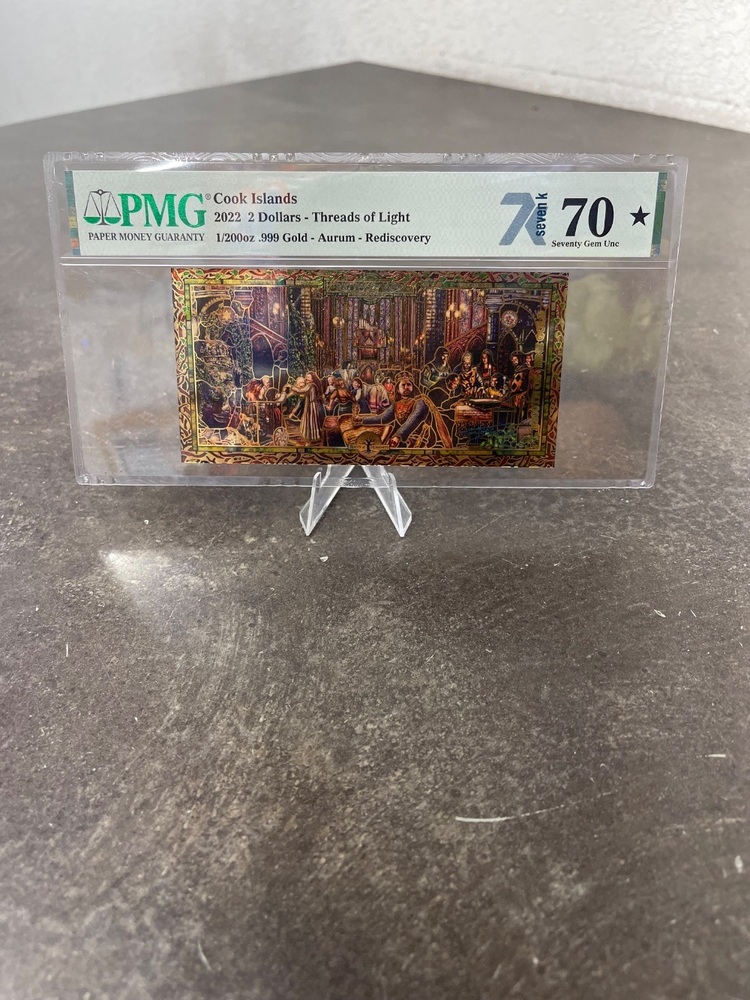 PMG®
PAPER MONEY GUARANTY
Cook Islands
2022 2 Dollars - Threads of Light
1/200oz .999 Gold - Aurum - Rediscovery
7k
seven k
70 ★
Seventy Gem Unc